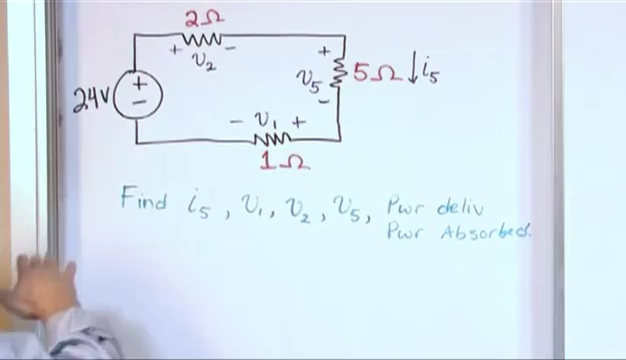 2Ω
+ v₂ −
24V + −
+ v₅ − 5Ω ↓ i₅
− v₁ +
1Ω
Find i₅, v₁, v₂, v₅, Pwr deliv
Pwr Absorbed.